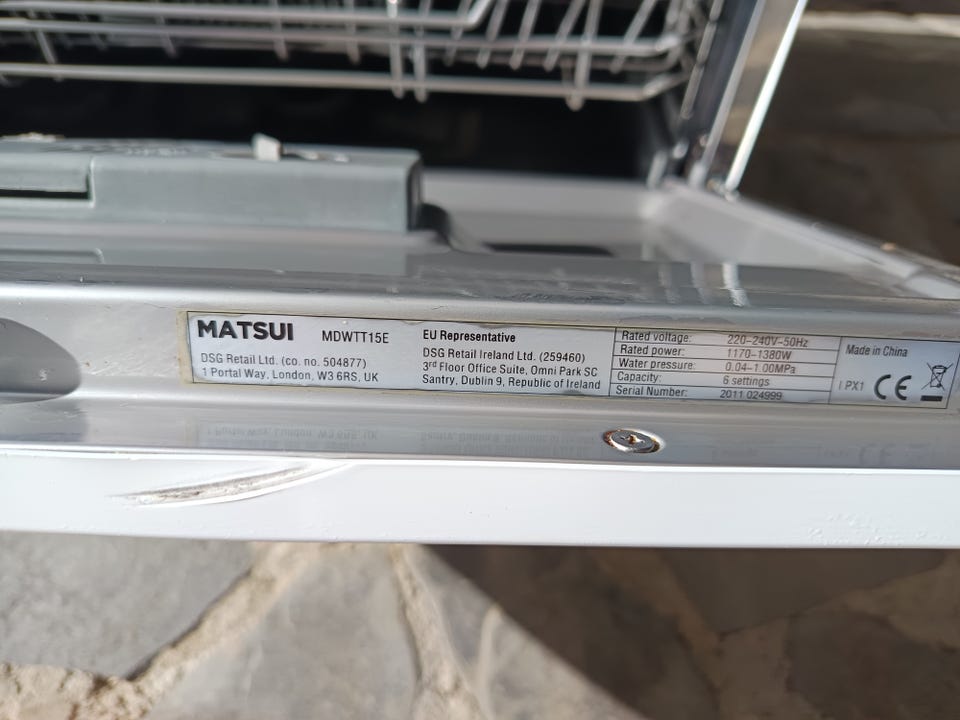 MATSUI MDWTT15E
DSG Retail Ltd. (co. no. 504877)
1 Portal Way, London, W3 6RS, UK
EU Representative
DSG Retail Ireland Ltd. (259460)
3rd Floor Office Suite, Omni Park SC
Santry, Dublin 9, Republic of Ireland
Rated voltage: 220-240V~50Hz
Rated power: 1170-1380W
Water pressure: 0.04-1.00MPa
Capacity: 6 settings
Serial Number: 2011 024999
Made in China
IPX1 CE